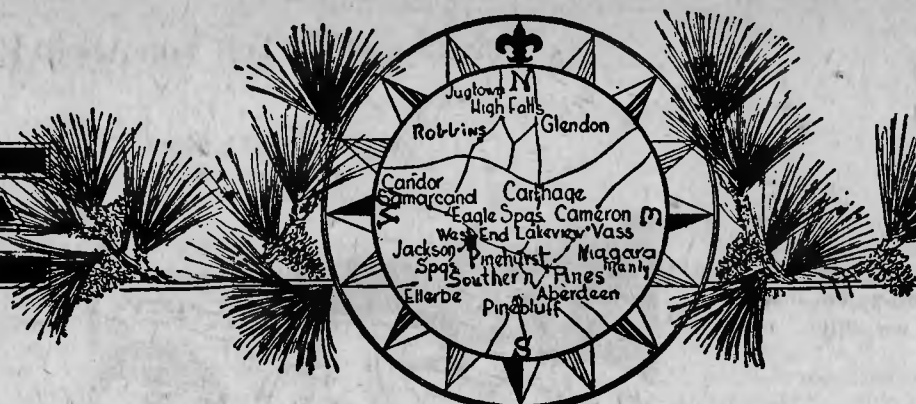 N
Jugtown
High Falls
Robbins Glendon
Candor Carthage
Samarcand
W Eagle Spgs. Cameron E
West End Lakeview Vass
Jackson Spgs. Pinehurst Niagara
Manly
Southern Pines
Ellerbe Aberdeen
Pinebluff
S